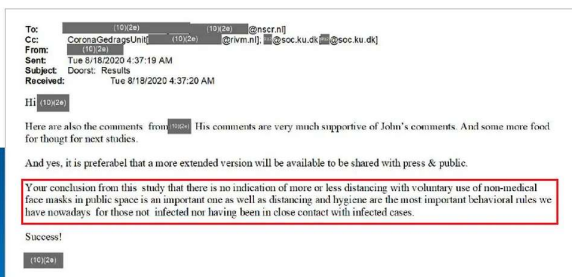 To: (10)(2e) (10)(2e) @nscr.nl]
Cc: CoronaGedragsUnit[ (10)(2e) @rivm.nl]; @soc.ku.dk @soc.ku.dk]
From: (10)(2e)
Sent: Tue 8/18/2020 4:37:19 AM
Subject: Doorst: Results
Received: Tue 8/18/2020 4:37:20 AM
Hi (10)(2e)
Here are also the comments from (10)(2e) His comments are very much supportive of John's comments. And some more food
for thougt for next studies.
And yes, it is preferabel that a more extended version will be available to be shared with press & public.
Your conclusion from this study that there is no indication of more or less distancing with voluntary use of non-medical
face masks in public space is an important one as well as distancing and hygiene are the most important behavioral rules we
have nowadays for those not infected nor having been in close contact with infected cases.
Success!
(10)(2e)